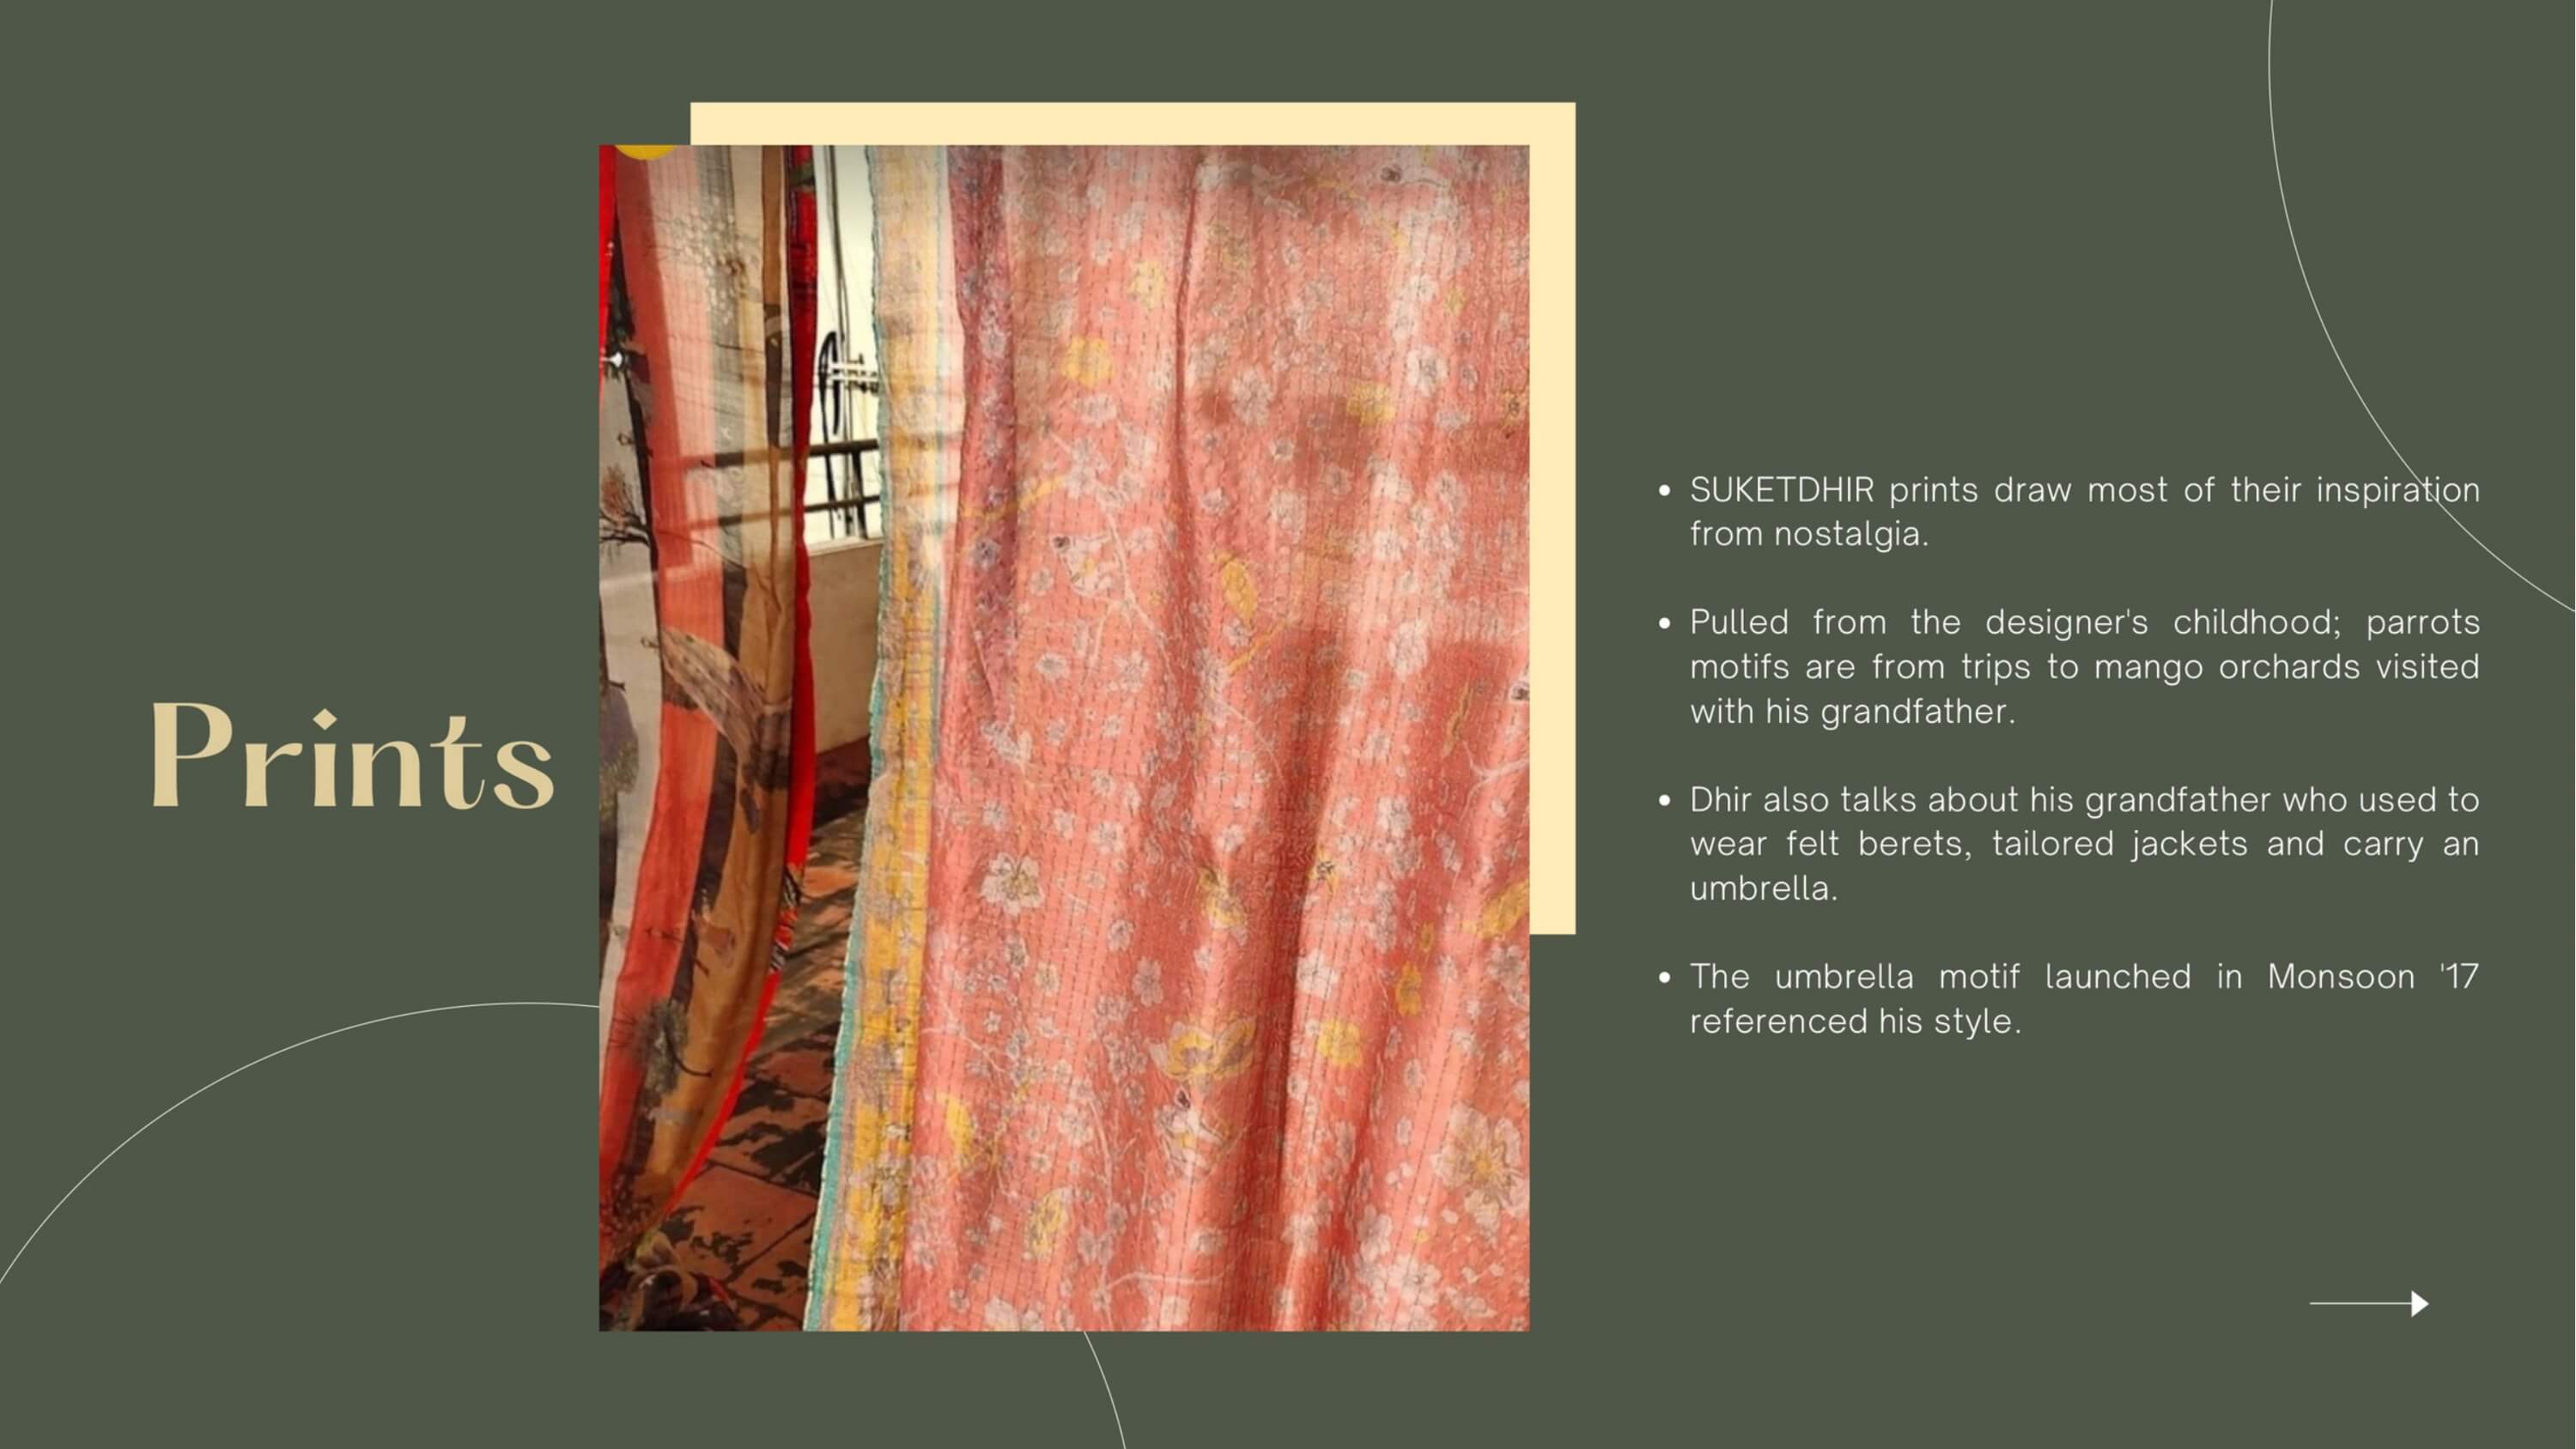 Prints
• SUKETDHIR prints draw most of their inspiration
from nostalgia.
• Pulled from the designer's childhood; parrots
motifs are from trips to mango orchards visited
with his grandfather.
• Dhir also talks about his grandfather who used to
wear felt berets, tailored jackets and carry an
umbrella.
• The umbrella motif launched in Monsoon '17
referenced his style.